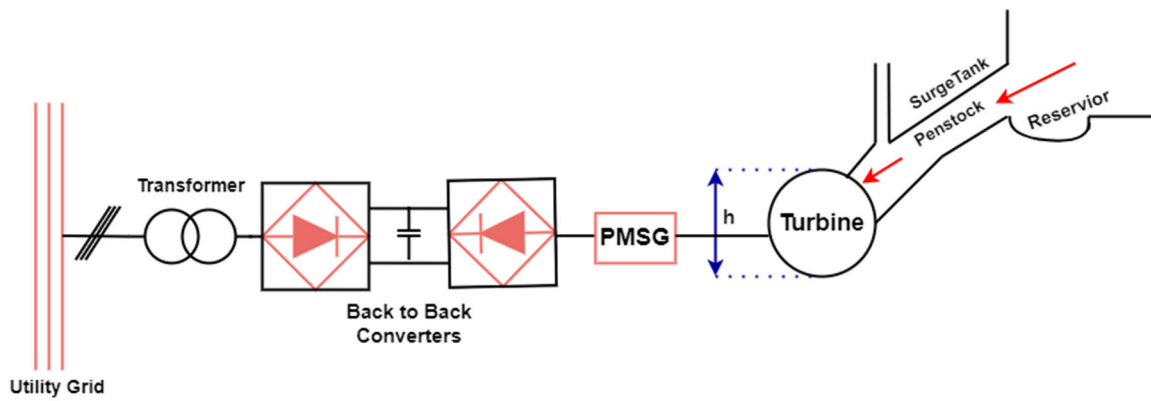 SurgeTank
Penstock
Reservior
Transformer
h
Turbine
PMSG
Back to Back
Converters
Utility Grid